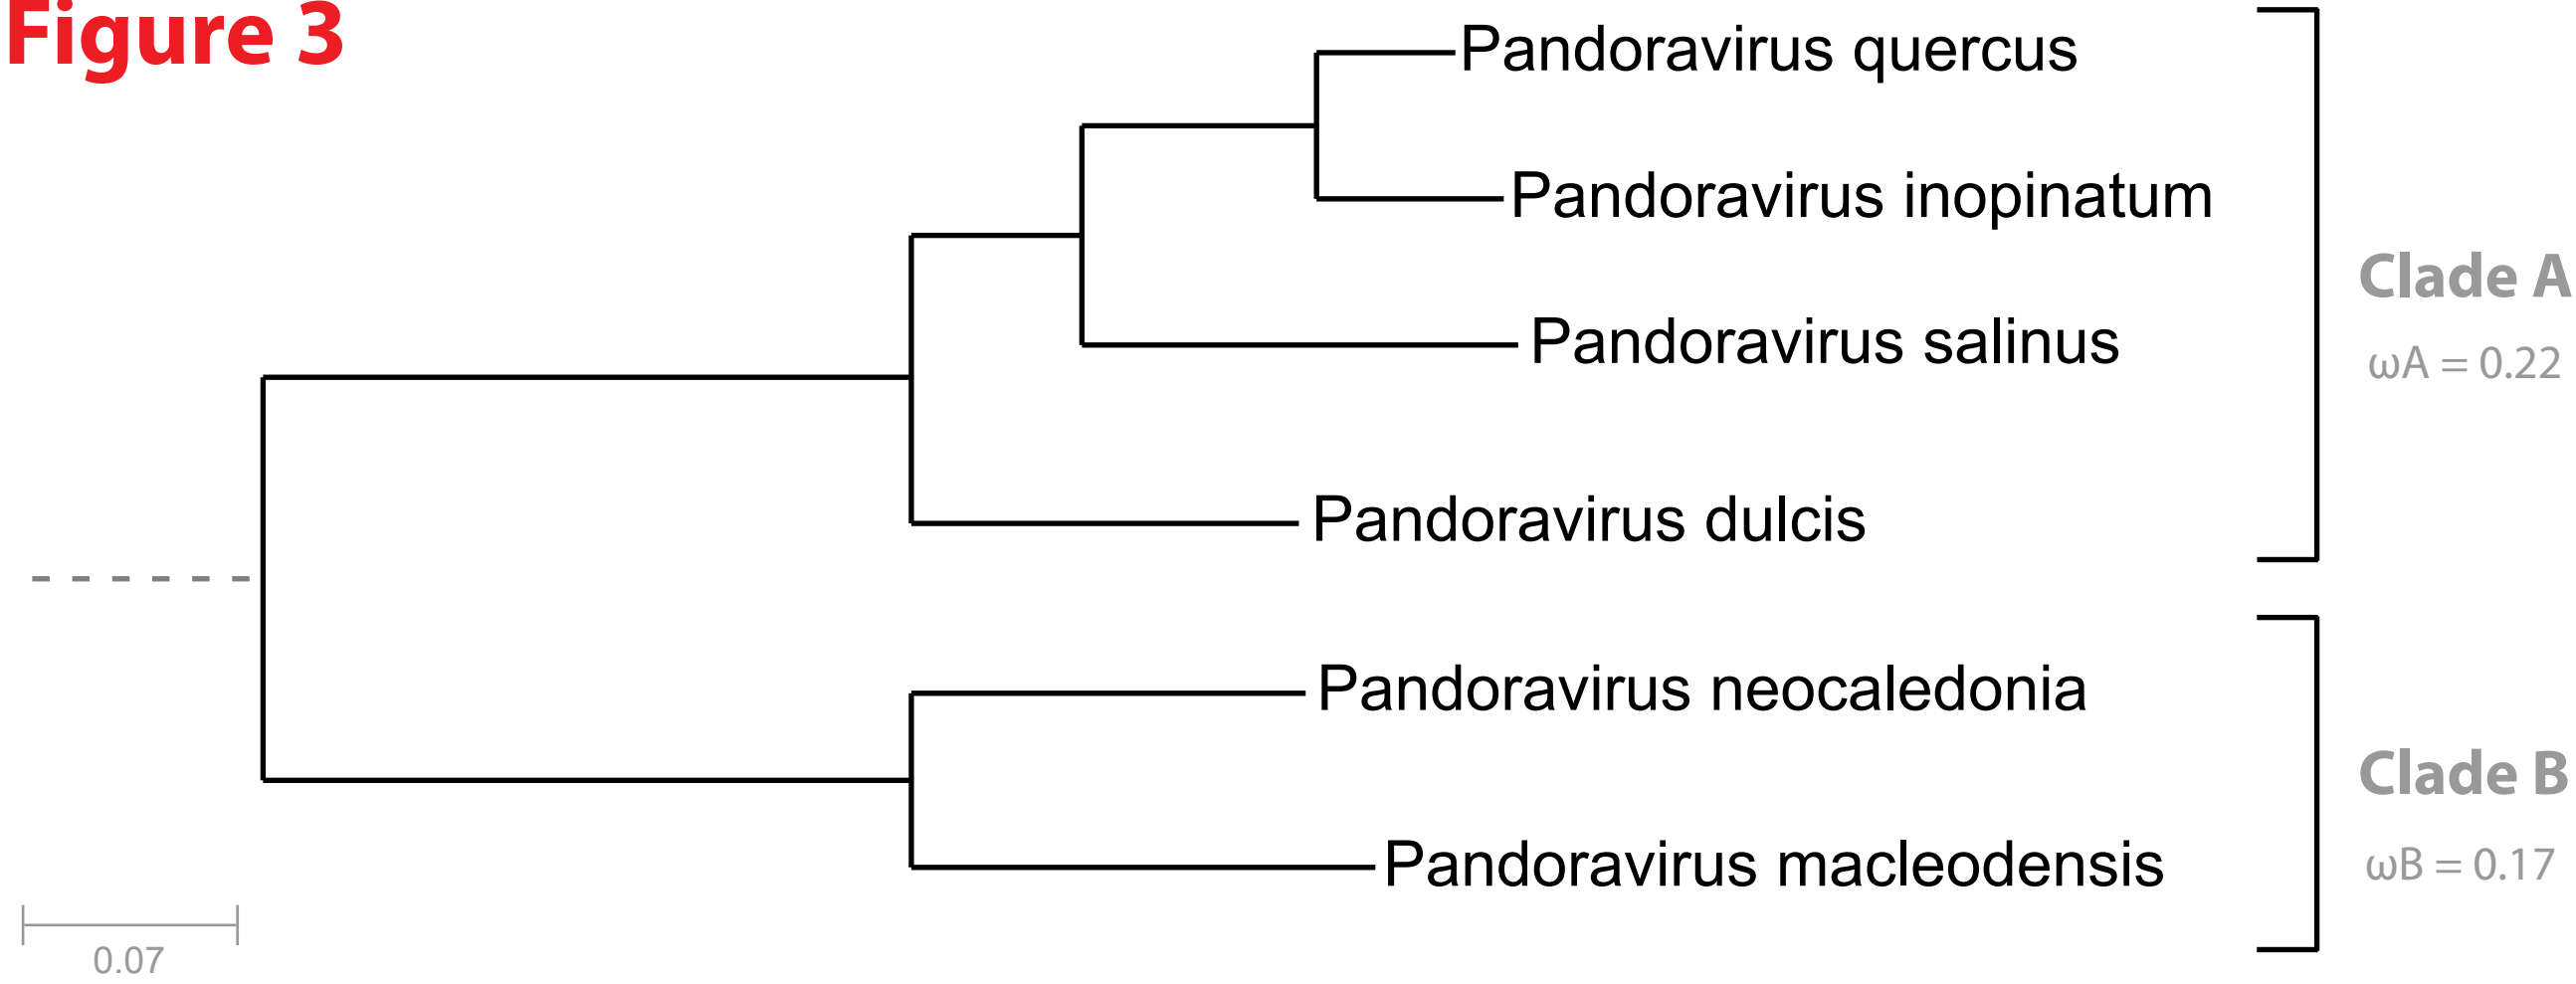 Figure 3
Pandoravirus quercus
Pandoravirus inopinatum
Pandoravirus salinus
Pandoravirus dulcis
Clade A
ωA = 0.22
Pandoravirus neocaledonia
Pandoravirus macleodensis
Clade B
ωB = 0.17
0.07